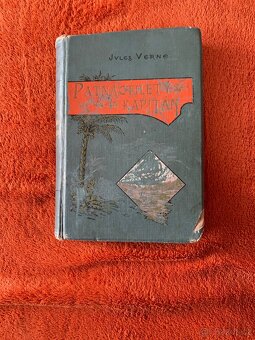 JULES VERNE
PATNÁCTILETÝ
KAPITÁN